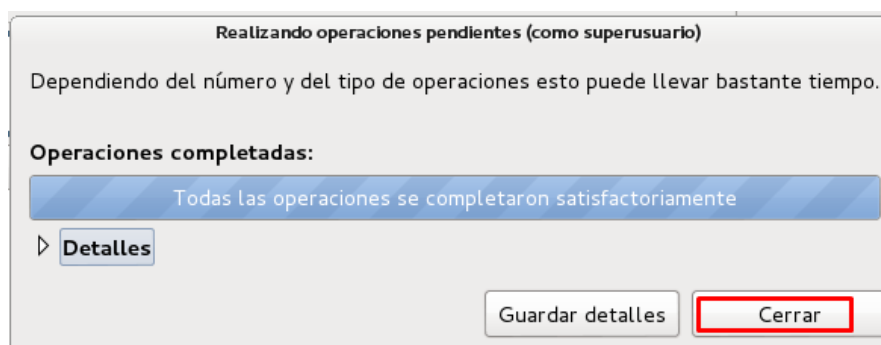 Realizando operaciones pendientes (como superusuario)
Dependiendo del número y del tipo de operaciones esto puede llevar bastante tiempo.
Operaciones completadas:
Todas las operaciones se completaron satisfactoriamente
Detalles
Guardar detalles Cerrar